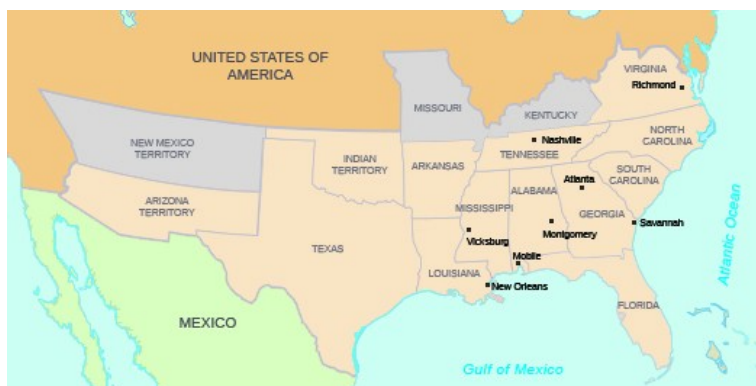 UNITED STATES OF
AMERICA
VIRGINIA
Richmond
MISSOURI
KENTUCKY
NEW MEXICO
TERRITORY
NORTH
CAROLINA
Nashville
TENNESSEE
INDIAN
TERRITORY
ARKANSAS
SOUTH
CAROLINA
Atlanta
ALABAMA
ARIZONA
TERRITORY
MISSISSIPPI
GEORGIA
Savannah
Vicksburg
Montgomery
TEXAS
Mobile
LOUISIANA
New Orleans
FLORIDA
MEXICO
Atlantic Ocean
Gulf of Mexico